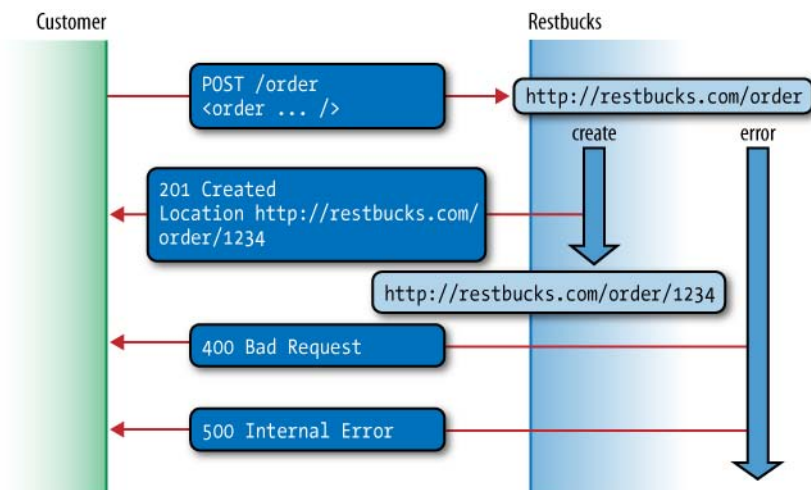 Customer
Restbucks
POST /order
<order ... />
http://restbucks.com/order
create
error
201 Created
Location http://restbucks.com/
order/1234
http://restbucks.com/order/1234
400 Bad Request
500 Internal Error